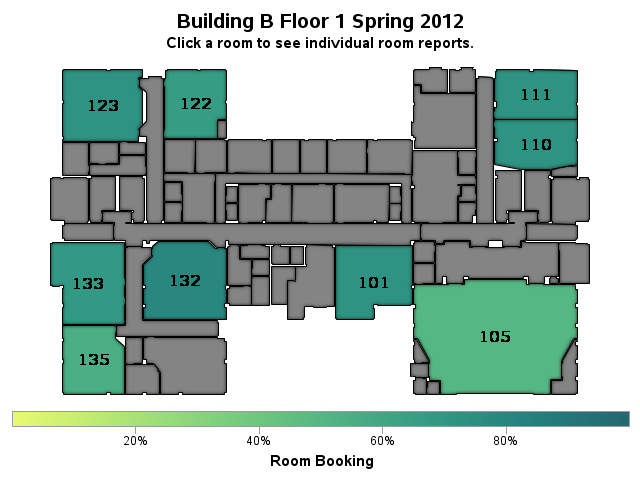 Building B Floor 1 Spring 2012
Click a room to see individual room reports.
123
122
111
110
133
132
101
105
135
20% 40% 60% 80%
Room Booking